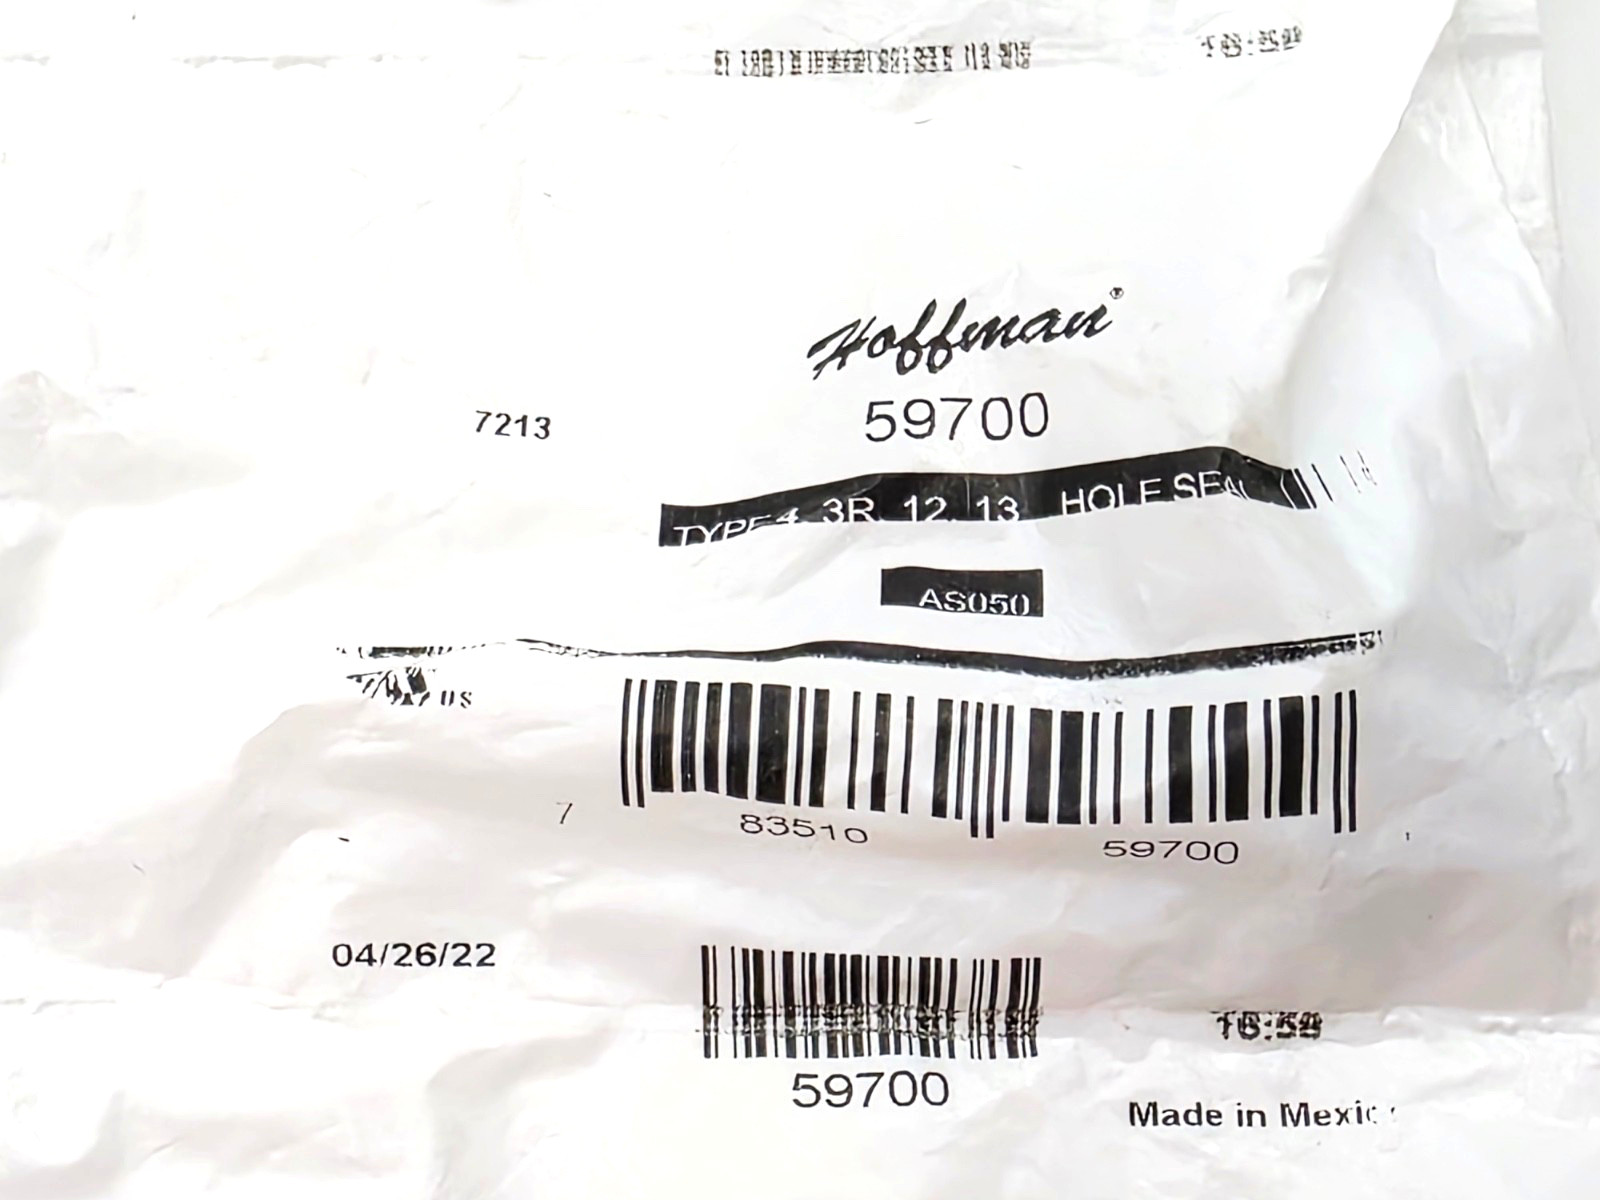 Hoffman®
7213
59700
TYPE 4, 3R, 12, 13 HOLE SEAL
AS050
US
7 83510 59700
04/26/22
59700
Made in Mexic